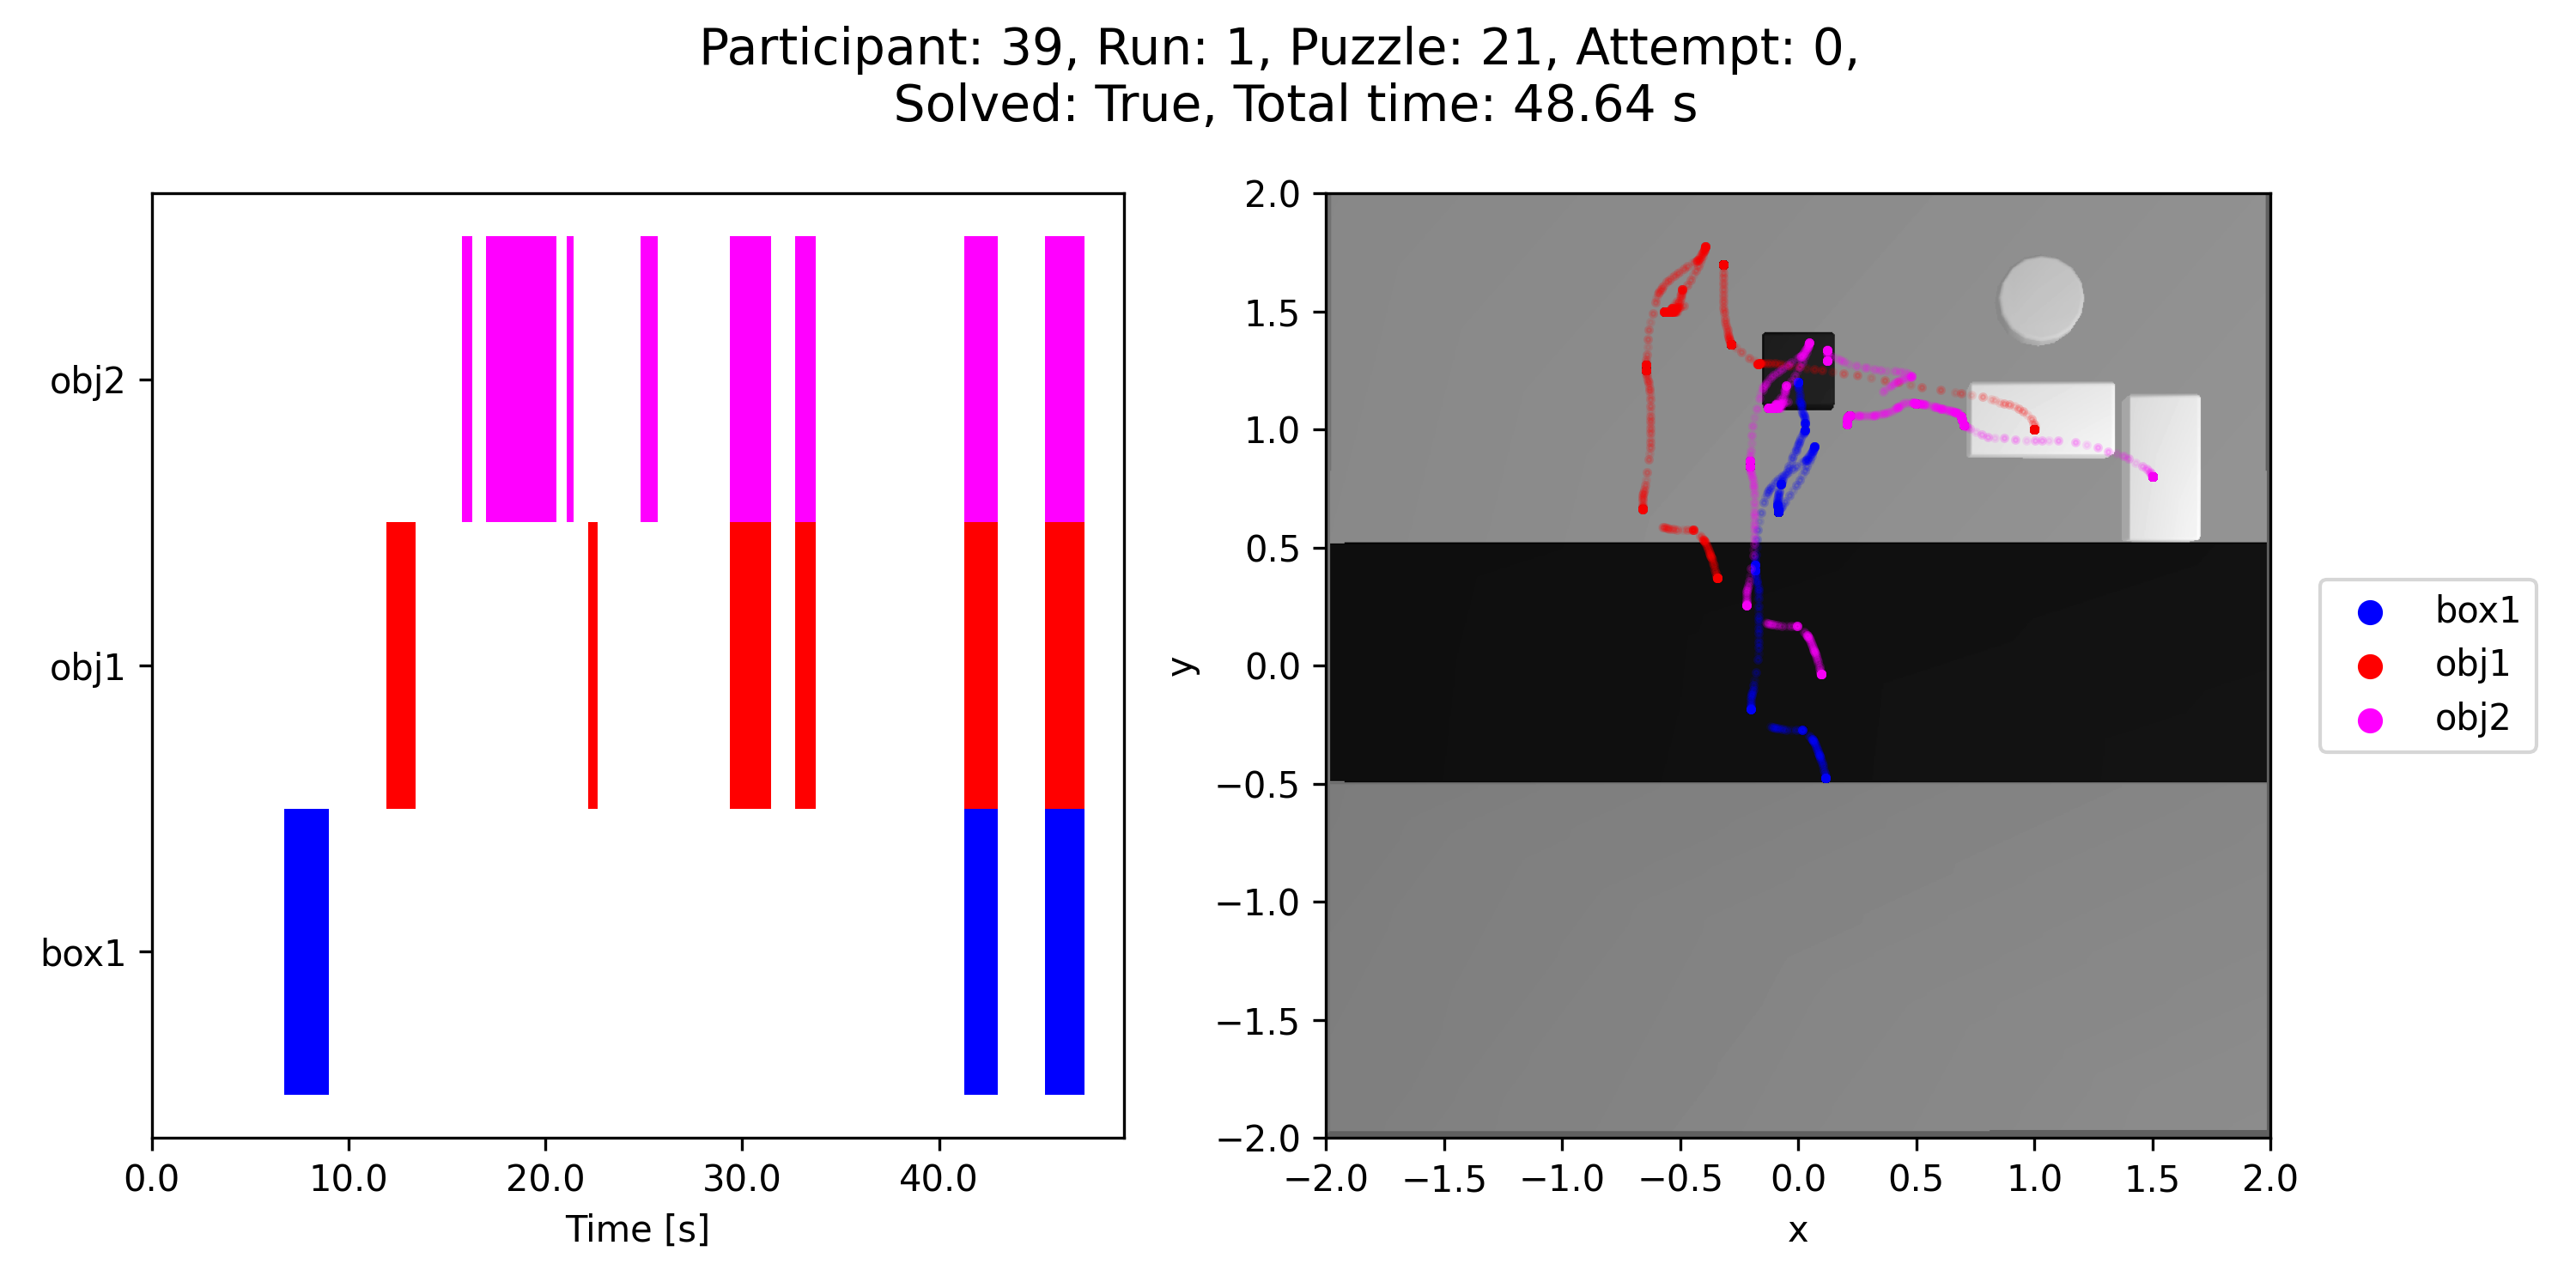 Participant: 39, Run: 1, Puzzle: 21, Attempt: 0,
Solved: True, Total time: 48.64 s
obj2
obj1
box1
0.0 10.0 20.0 30.0 40.0
Time [s]
2.0
1.5
1.0
0.5
0.0
−0.5
−1.0
−1.5
−2.0
y
−2.0 −1.5 −1.0 −0.5 0.0 0.5 1.0 1.5 2.0
x
box1
obj1
obj2